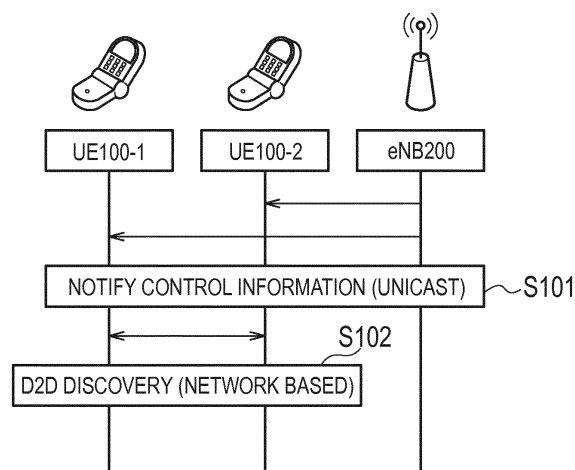 UE100-1
UE100-2
eNB200
NOTIFY CONTROL INFORMATION (UNICAST)
S101
S102
D2D DISCOVERY (NETWORK BASED)